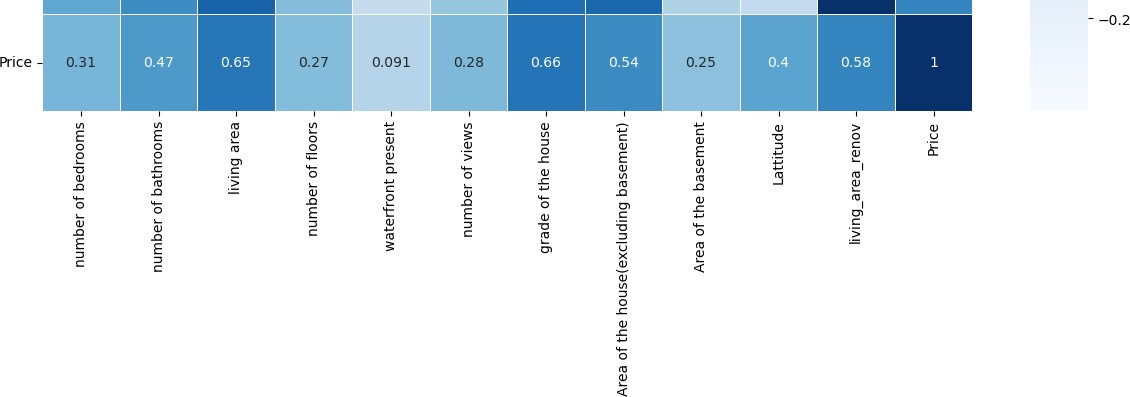 −0.2
Price
0.31 0.47 0.65 0.27 0.091 0.28 0.66 0.54 0.25 0.4 0.58 1
number of bedrooms
number of bathrooms
living area
number of floors
waterfront present
number of views
grade of the house
Area of the house(excluding basement)
Area of the basement
Lattitude
living_area_renov
Price